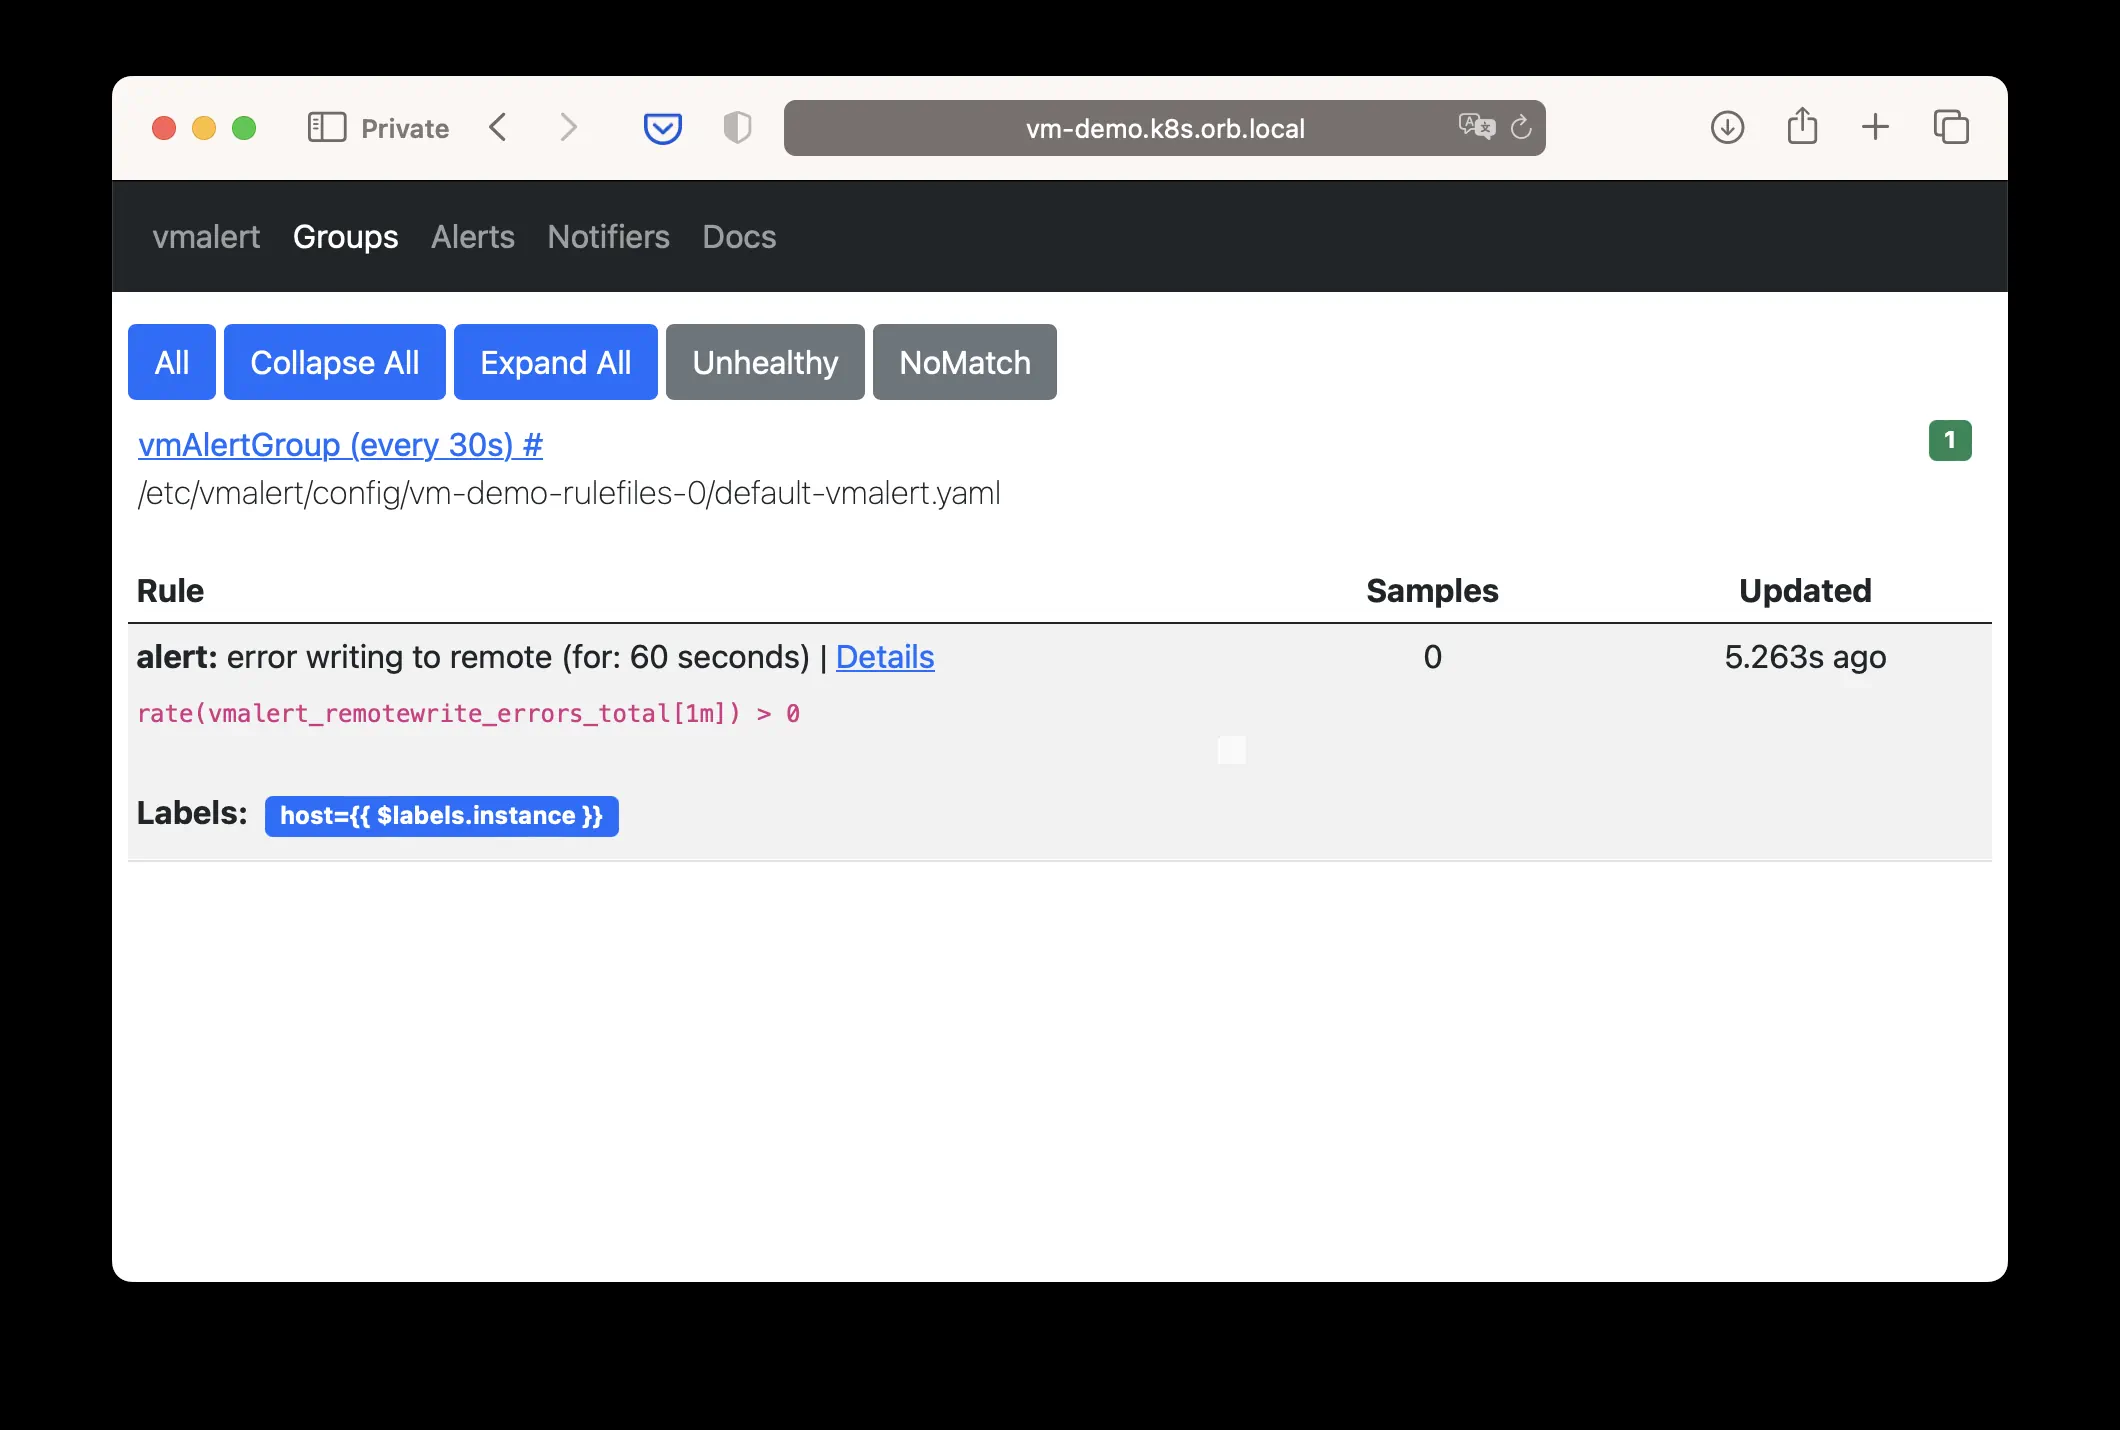 Private
vm-demo.k8s.orb.local
vmalert Groups Alerts Notifiers Docs
All Collapse All Expand All Unhealthy NoMatch
vmAlertGroup (every 30s) # 1
/etc/vmalert/config/vm-demo-rulefiles-0/default-vmalert.yaml
Rule Samples Updated
alert: error writing to remote (for: 60 seconds) | Details 0 5.263s ago
rate(vmalert_remotewrite_errors_total[1m]) > 0
Labels: host={{ $labels.instance }}